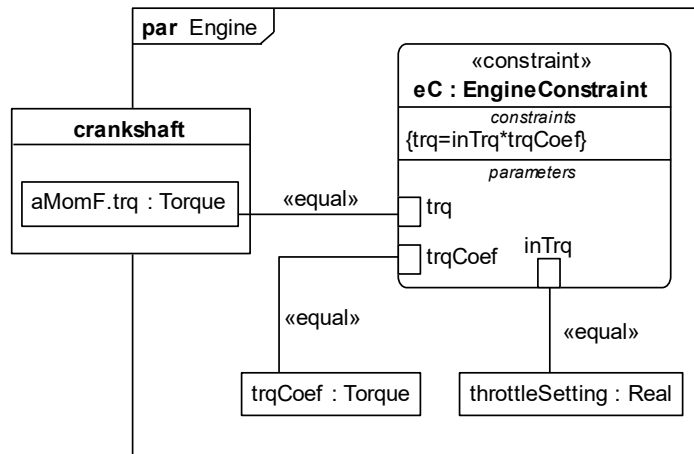 par Engine
«constraint»
eC : EngineConstraint
constraints
{trq=inTrq*trqCoef}
parameters
crankshaft
aMomF.trq : Torque
«equal»
trq
trqCoef
inTrq
«equal»
«equal»
trqCoef : Torque
throttleSetting : Real